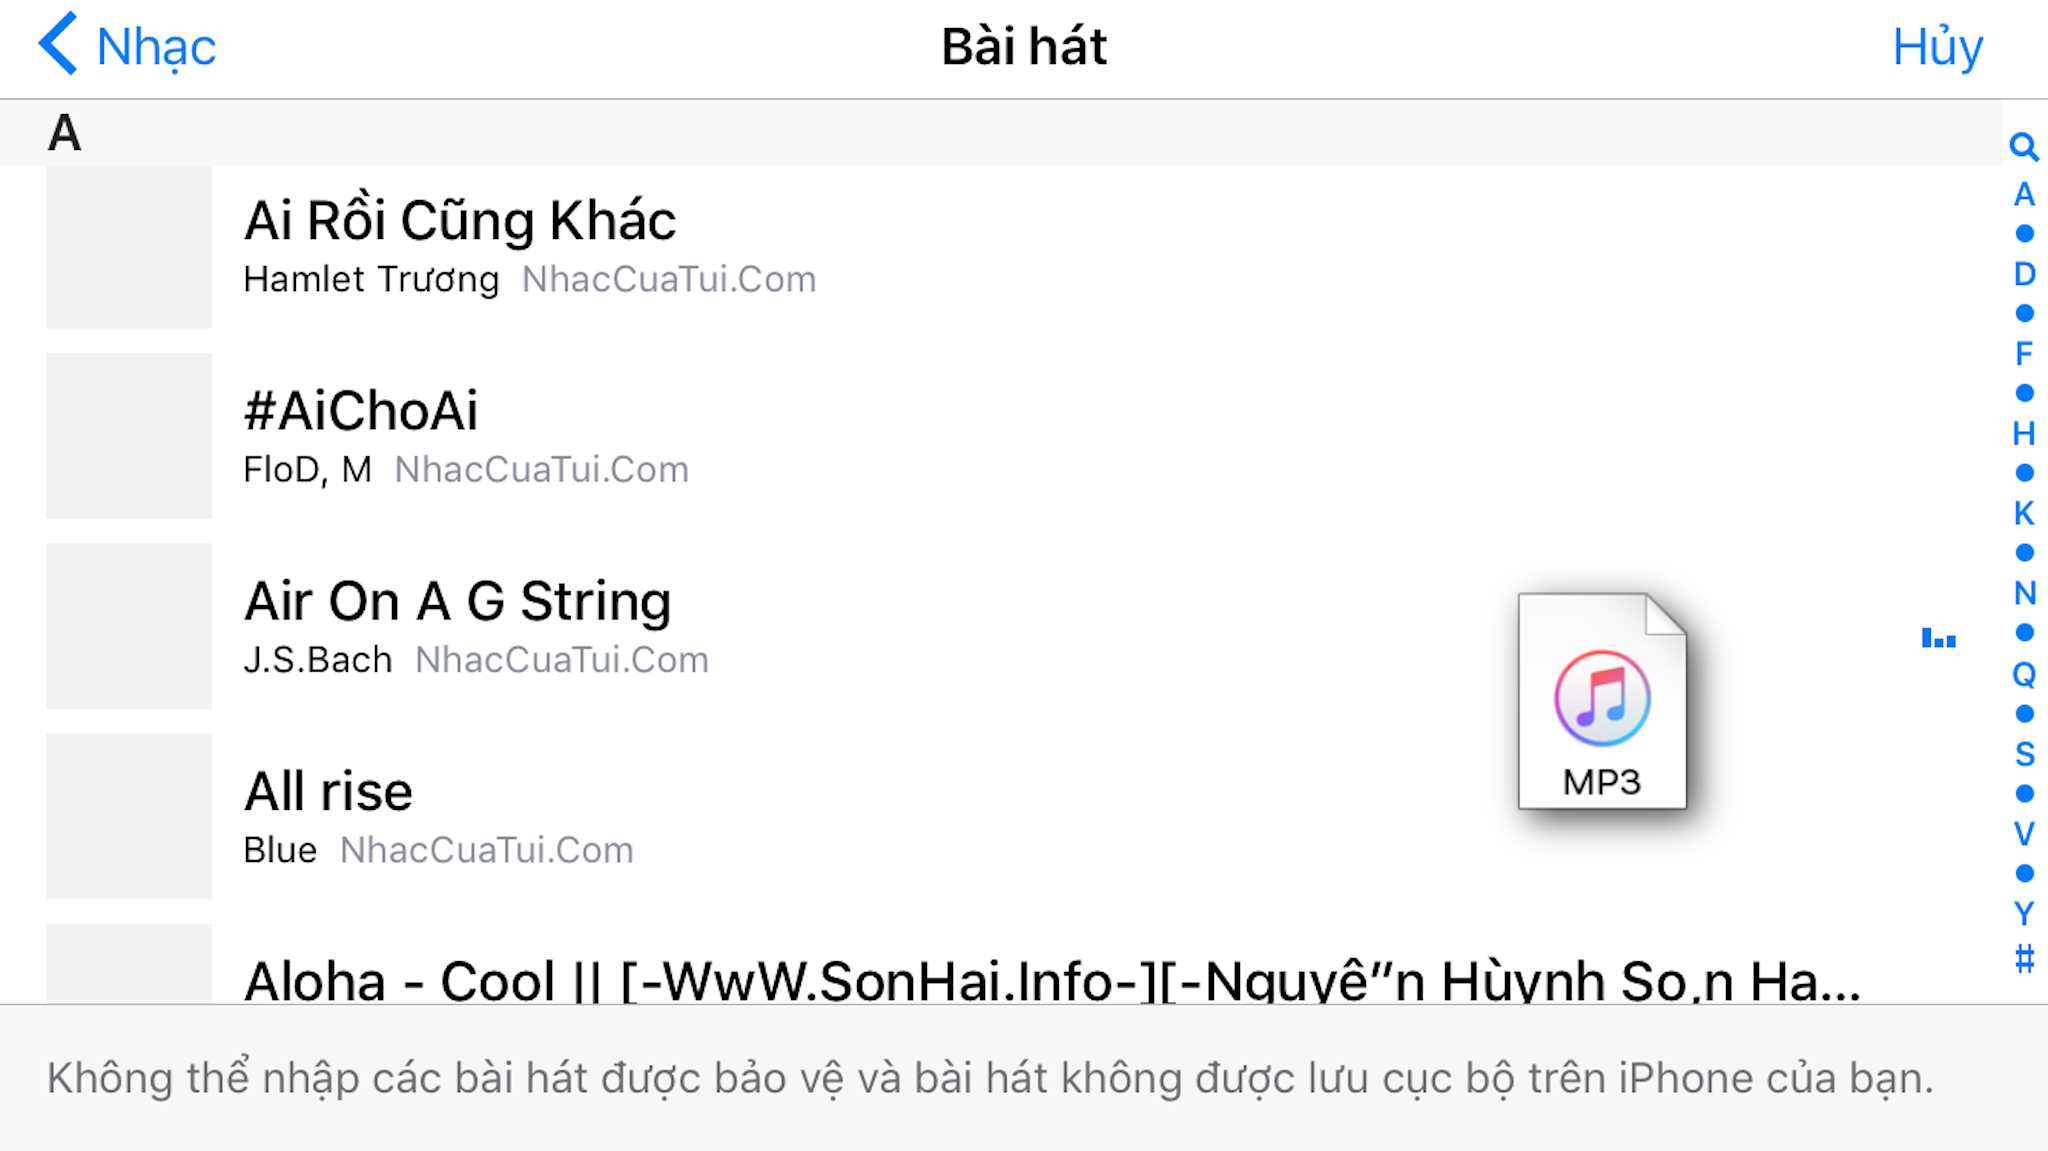 Nhạc
Bài hát
Hủy
A
Ai Rồi Cũng Khác
Hamlet Trương NhacCuaTui.Com
#AiChoAi
FloD, M NhacCuaTui.Com
Air On A G String
J.S.Bach NhacCuaTui.Com
MP3
All rise
Blue NhacCuaTui.Com
Aloha - Cool || [-WwW.SonHai.Info-][-Nguyê”n Hùynh So,n Ha...
Không thể nhập các bài hát được bảo vệ và bài hát không được lưu cục bộ trên iPhone của bạn.
A
D
F
H
K
N
Q
S
V
Y
#